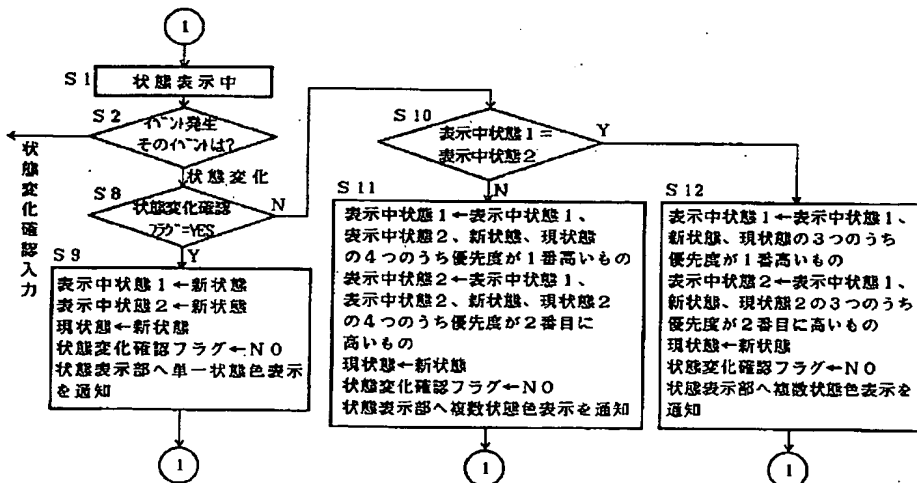 1
S1
状態表示中
S2
イベント発生
そのイベントは?
状態変化確認入力
状態変化
S8
状態変化確認
フラグ=YES
N
Y
S9
表示中状態1←新状態
表示中状態2←新状態
現状態←新状態
状態変化確認フラグ←NO
状態表示部へ単一状態色表示
を通知
1
S10
表示中状態1=
表示中状態2
Y
N
S11
表示中状態1←表示中状態1、
表示中状態2、新状態、現状態
の4つのうち優先度が1番高いもの
表示中状態2←表示中状態1、
表示中状態2、新状態、現状態2
の4つのうち優先度が2番目に
高いもの
現状態←新状態
状態変化確認フラグ←NO
状態表示部へ複数状態色表示を通知
1
S12
表示中状態1←表示中状態1、
新状態、現状態の3つのうち
優先度が1番高いもの
表示中状態2←表示中状態1、
新状態、現状態2の3つのうち
優先度が2番目に高いもの
現状態←新状態
状態変化確認フラグ←NO
状態表示部へ複数状態色表示を
通知
1